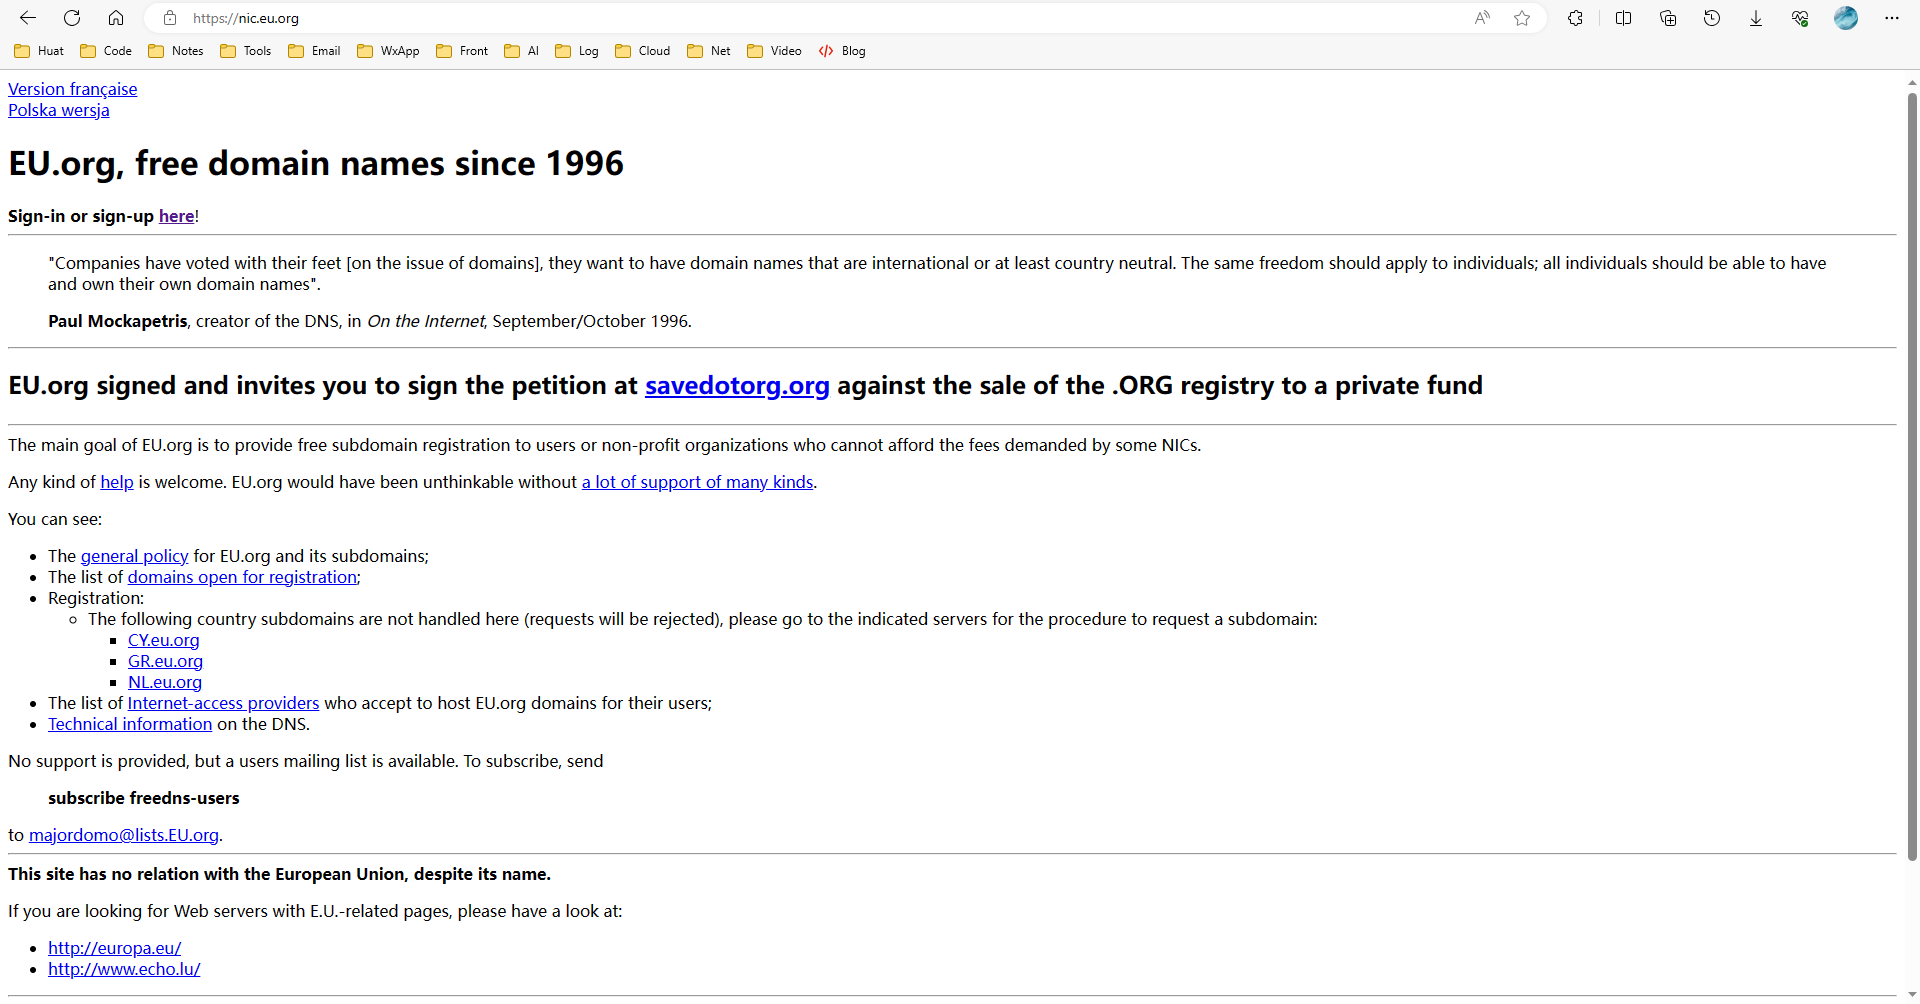 https://nic.eu.org
Huat Code Notes Tools Email WxApp Front AI Log Cloud Net Video Blog
Version française
Polska wersja
EU.org, free domain names since 1996
Sign-in or sign-up here!
"Companies have voted with their feet [on the issue of domains], they want to have domain names that are international or at least country neutral. The same freedom should apply to individuals; all individuals should be able to have
and own their own domain names".
Paul Mockapetris, creator of the DNS, in On the Internet, September/October 1996.
EU.org signed and invites you to sign the petition at savedotorg.org against the sale of the .ORG registry to a private fund
The main goal of EU.org is to provide free subdomain registration to users or non-profit organizations who cannot afford the fees demanded by some NICs.
Any kind of help is welcome. EU.org would have been unthinkable without a lot of support of many kinds.
You can see:
The general policy for EU.org and its subdomains;
The list of domains open for registration;
Registration:
The following country subdomains are not handled here (requests will be rejected), please go to the indicated servers for the procedure to request a subdomain:
CY.eu.org
GR.eu.org
NL.eu.org
The list of Internet-access providers who accept to host EU.org domains for their users;
Technical information on the DNS.
No support is provided, but a users mailing list is available. To subscribe, send
subscribe freedns-users
to majordomo@lists.EU.org.
This site has no relation with the European Union, despite its name.
If you are looking for Web servers with E.U.-related pages, please have a look at:
http://europa.eu/
http://www.echo.lu/